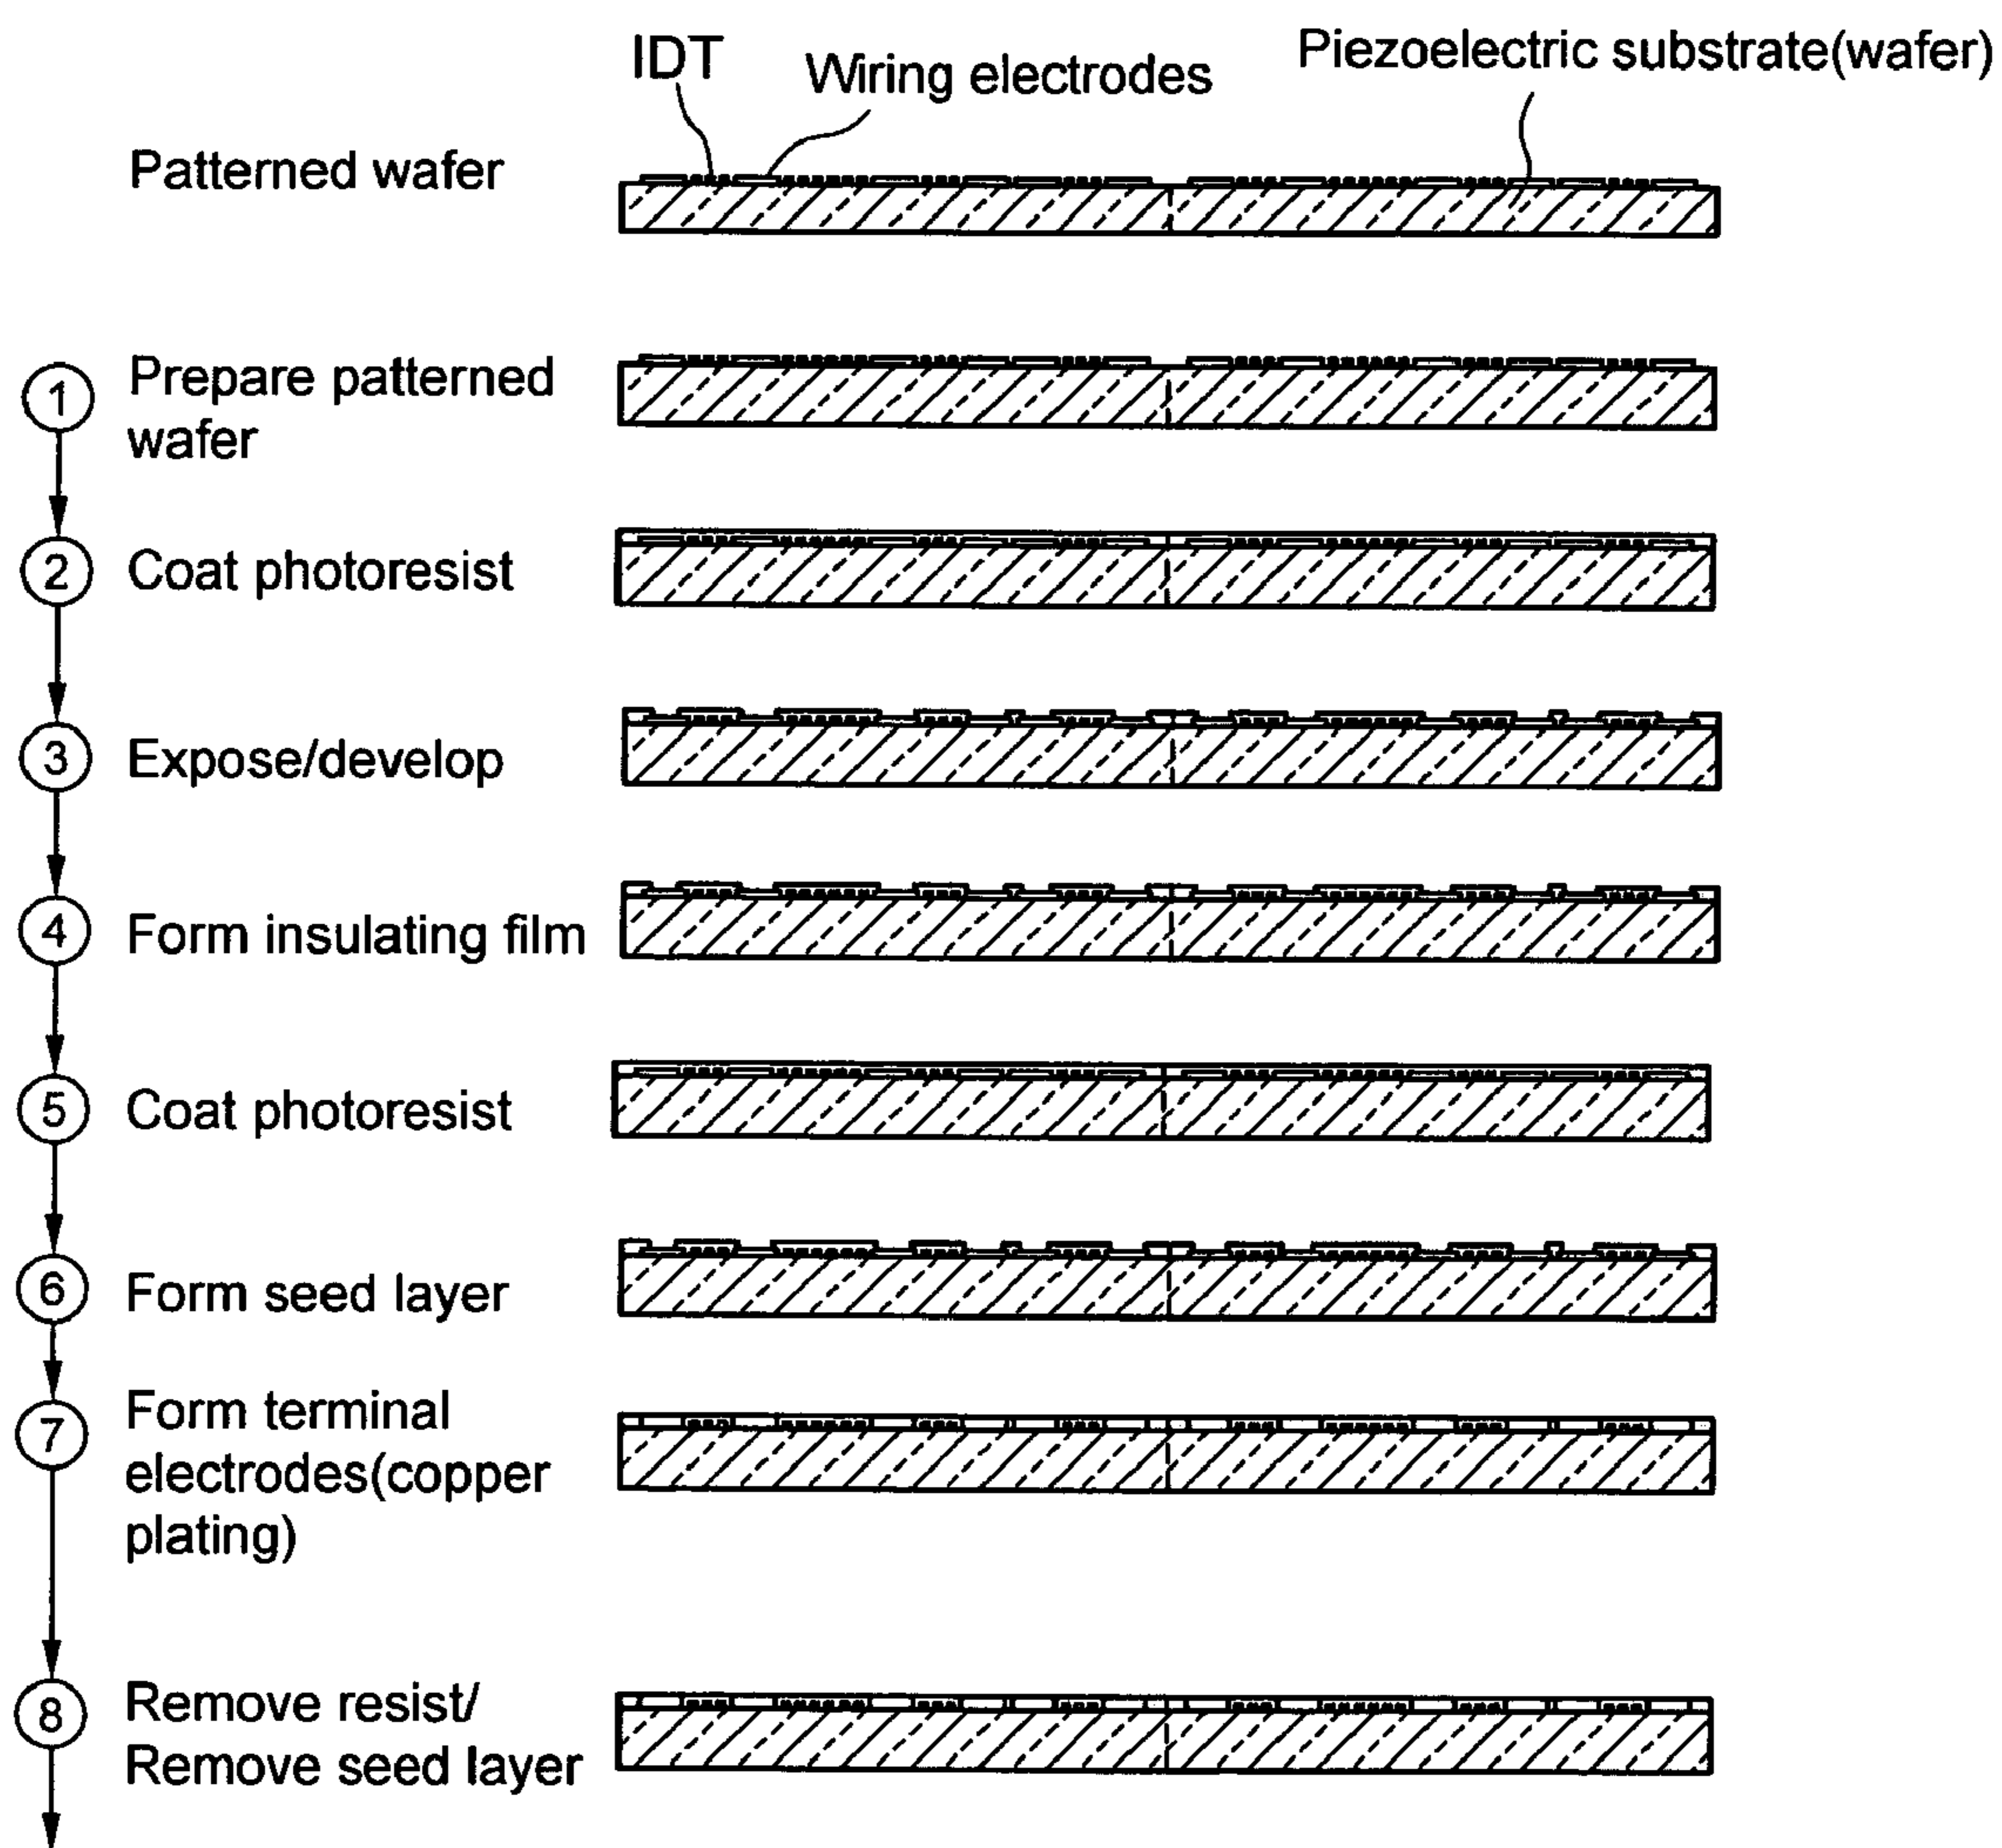 IDT
Wiring electrodes
Piezoelectric substrate(wafer)
Patterned wafer
1
Prepare patterned
wafer
2
Coat photoresist
3
Expose/develop
4
Form insulating film
5
Coat photoresist
6
Form seed layer
7
Form terminal
electrodes(copper
plating)
8
Remove resist/
Remove seed layer